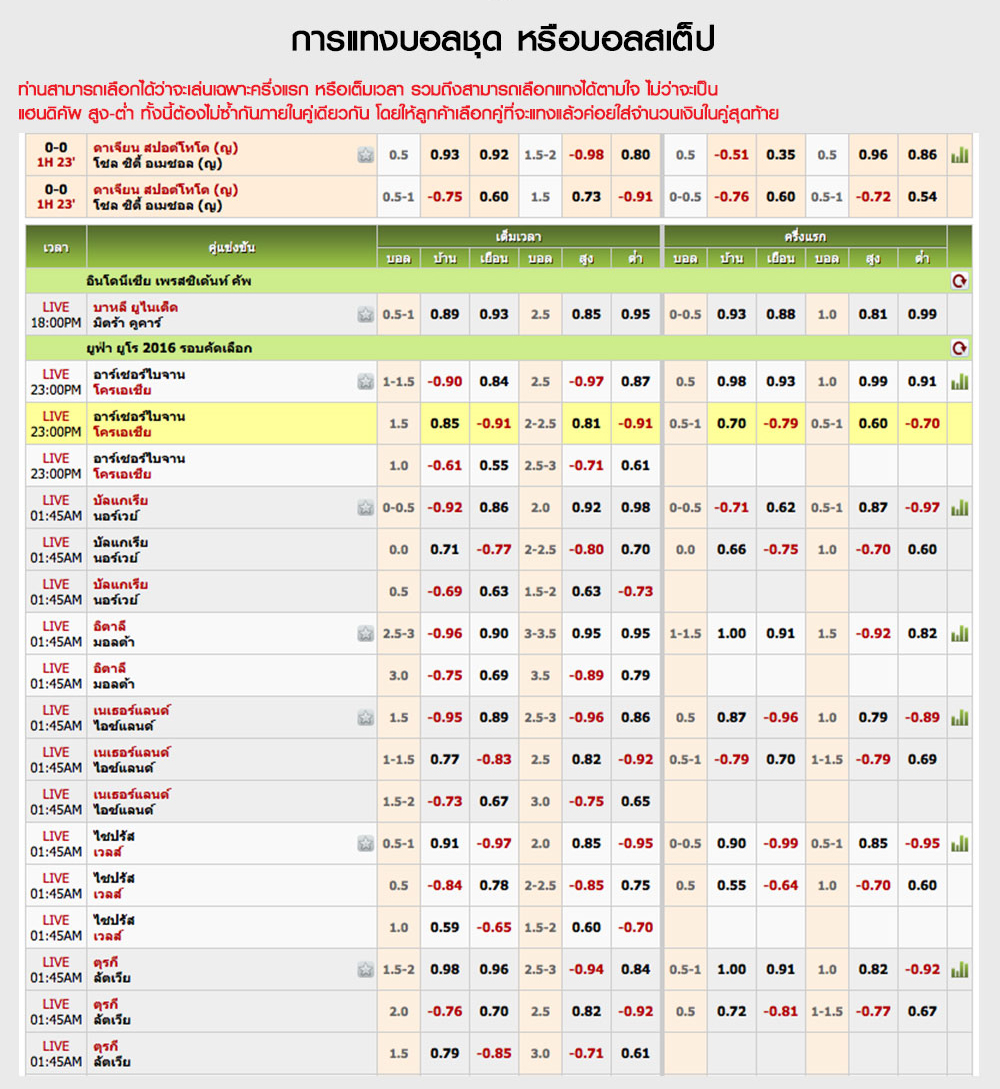 การแทงบอลชุด หรือบอลสเต็ป
ท่านสามารถเลือกได้ว่าจะเล่นเฉพาะครึ่งแรก หรือเต็มเวลา รวมถึงสามารถเลือกแทงได้ตามใจ ไม่ว่าจะเป็น
แฮนดิคัพ สูง-ต่ำ ทั้งนี้ต้องไม่ซ้ำกันภายในคู่เดียวกัน โดยให้ลูกค้าเลือกคู่ที่จะแทงแล้วค่อยใส่จำนวนเงินในคู่สุดท้าย
0-0 ดาเจียน สปอตโทโต (ญ)
1H 23' โซล ซิตี้ อเมซอล (ญ) 0.5 0.93 0.92 1.5-2 -0.98 0.80 0.5 -0.51 0.35 0.5 0.96 0.86
0-0 ดาเจียน สปอตโทโต (ญ)
1H 23' โซล ซิตี้ อเมซอล (ญ) 0.5-1 -0.75 0.60 1.5 0.73 -0.91 0-0.5 -0.76 0.60 0.5-1 -0.72 0.54
เวลา คู่แข่งขัน เต็มเวลา ครึ่งแรก
บอล บ้าน เยือน บอล สูง ต่ำ บอล บ้าน เยือน บอล สูง ต่ำ
อินโดนีเซีย เพรสซิเด้นท์ คัพ
LIVE บาหลี ยูไนเต็ด
18:00PM มิตร้า คูคาร์ 0.5-1 0.89 0.93 2.5 0.85 0.95 0-0.5 0.93 0.88 1.0 0.81 0.99
ยูฟ่า ยูโร 2016 รอบคัดเลือก
LIVE อาร์เซอร์ไบจาน
23:00PM โครเอเชีย 1-1.5 -0.90 0.84 2.5 -0.97 0.87 0.5 0.98 0.93 1.0 0.99 0.91
LIVE อาร์เซอร์ไบจาน
23:00PM โครเอเชีย 1.5 0.85 -0.91 2-2.5 0.81 -0.91 0.5-1 0.70 -0.79 0.5-1 0.60 -0.70
LIVE อาร์เซอร์ไบจาน
23:00PM โครเอเชีย 1.0 -0.61 0.55 2.5-3 -0.71 0.61
LIVE บัลแกเรีย
01:45AM นอร์เวย์ 0-0.5 -0.92 0.86 2.0 0.92 0.98 0-0.5 -0.71 0.62 0.5-1 0.87 -0.97
LIVE บัลแกเรีย
01:45AM นอร์เวย์ 0.0 0.71 -0.77 2-2.5 -0.80 0.70 0.0 0.66 -0.75 1.0 -0.70 0.60
LIVE บัลแกเรีย
01:45AM นอร์เวย์ 0.5 -0.69 0.63 1.5-2 0.63 -0.73
LIVE อิตาลี
01:45AM มอลต้า 2.5-3 -0.96 0.90 3-3.5 0.95 0.95 1-1.5 1.00 0.91 1.5 -0.92 0.82
LIVE อิตาลี
01:45AM มอลต้า 3.0 -0.75 0.69 3.5 -0.89 0.79
LIVE เนเธอร์แลนด์
01:45AM ไอซ์แลนด์ 1.5 -0.95 0.89 2.5-3 -0.96 0.86 0.5 0.87 -0.96 1.0 0.79 -0.89
LIVE เนเธอร์แลนด์
01:45AM ไอซ์แลนด์ 1-1.5 0.77 -0.83 2.5 0.82 -0.92 0.5-1 -0.79 0.70 1-1.5 -0.79 0.69
LIVE เนเธอร์แลนด์
01:45AM ไอซ์แลนด์ 1.5-2 -0.73 0.67 3.0 -0.75 0.65
LIVE ไซปรัส
01:45AM เวลส์ 0.5-1 0.91 -0.97 2.0 0.85 -0.95 0-0.5 0.90 -0.99 0.5-1 0.85 -0.95
LIVE ไซปรัส
01:45AM เวลส์ 0.5 -0.84 0.78 2-2.5 -0.85 0.75 0.5 0.55 -0.64 1.0 -0.70 0.60
LIVE ไซปรัส
01:45AM เวลส์ 1.0 0.59 -0.65 1.5-2 0.60 -0.70
LIVE ตุรกี
01:45AM ลัตเวีย 1.5-2 0.98 0.96 2.5-3 -0.94 0.84 0.5-1 1.00 0.91 1.0 0.82 -0.92
LIVE ตุรกี
01:45AM ลัตเวีย 2.0 -0.76 0.70 2.5 0.82 -0.92 0.5 0.72 -0.81 1-1.5 -0.77 0.67
LIVE ตุรกี
01:45AM ลัตเวีย 1.5 0.79 -0.85 3.0 -0.71 0.61